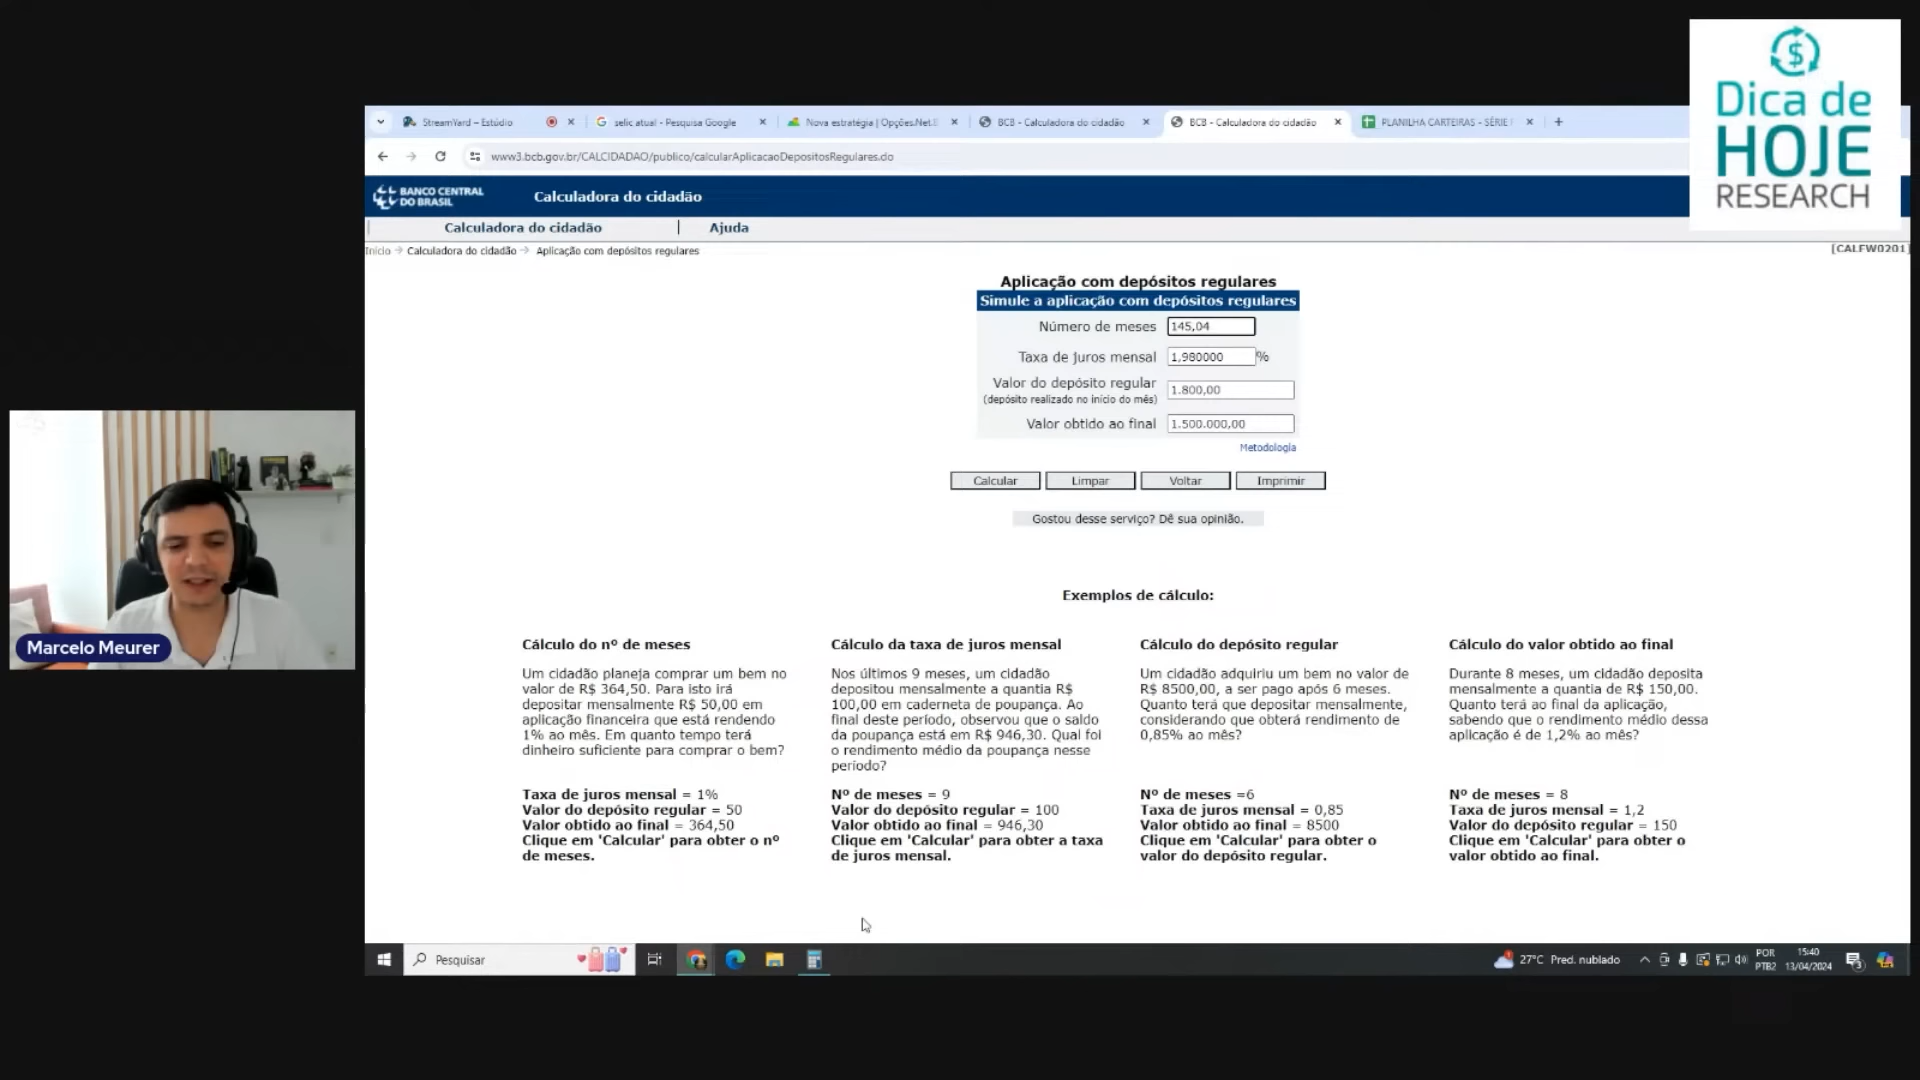 Dica de
HOJE
RESEARCH
StreamYard – Estúdio
selic atual - Pesquisa Google
Nova estratégia | Opções.Net.B
BCB - Calculadora do cidadão
BCB - Calculadora do cidadão
PLANILHA CARTEIRAS - SÉRIE
www3.bcb.gov.br/CALCIDADAO/publico/calcularAplicacaoDepositosRegulares.do
BANCO CENTRAL
DO BRASIL
Calculadora do cidadão
Calculadora do cidadão | Ajuda
Início → Calculadora do cidadão → Aplicação com depósitos regulares
[CALFW0201]
Aplicação com depósitos regulares
Simule a aplicação com depósitos regulares
Número de meses 145,04
Taxa de juros mensal 1,980000 %
Valor do depósito regular
(depósito realizado no início do mês)
1.800,00
Valor obtido ao final 1.500.000,00
Metodologia
Calcular Limpar Voltar Imprimir
Gostou desse serviço? Dê sua opinião.
Exemplos de cálculo:
Cálculo do nº de meses
Um cidadão planeja comprar um bem no
valor de R$ 364,50. Para isto irá
depositar mensalmente R$ 50,00 em
aplicação financeira que está rendendo
1% ao mês. Em quanto tempo terá
dinheiro suficiente para comprar o bem?
Taxa de juros mensal = 1%
Valor do depósito regular = 50
Valor obtido ao final = 364,50
Clique em 'Calcular' para obter o nº
de meses.
Cálculo da taxa de juros mensal
Nos últimos 9 meses, um cidadão
depositou mensalmente a quantia R$
100,00 em caderneta de poupança. Ao
final deste período, observou que o saldo
da poupança está em R$ 946,30. Qual foi
o rendimento médio da poupança nesse
período?
Nº de meses = 9
Valor do depósito regular = 100
Valor obtido ao final = 946,30
Clique em 'Calcular' para obter a taxa
de juros mensal.
Cálculo do depósito regular
Um cidadão adquiriu um bem no valor de
R$ 8500,00, a ser pago após 6 meses.
Quanto terá que depositar mensalmente,
considerando que obterá rendimento de
0,85% ao mês?
Nº de meses =6
Taxa de juros mensal = 0,85
Valor obtido ao final = 8500
Clique em 'Calcular' para obter o
valor do depósito regular.
Cálculo do valor obtido ao final
Durante 8 meses, um cidadão deposita
mensalmente a quantia de R$ 150,00.
Quanto terá ao final da aplicação,
sabendo que o rendimento médio dessa
aplicação é de 1,2% ao mês?
Nº de meses = 8
Taxa de juros mensal = 1,2
Valor do depósito regular = 150
Clique em 'Calcular' para obter o
valor obtido ao final.
Marcelo Meurer
Pesquisar
27°C Pred. nublado
POR
PTB2
15:40
13/04/2024
3